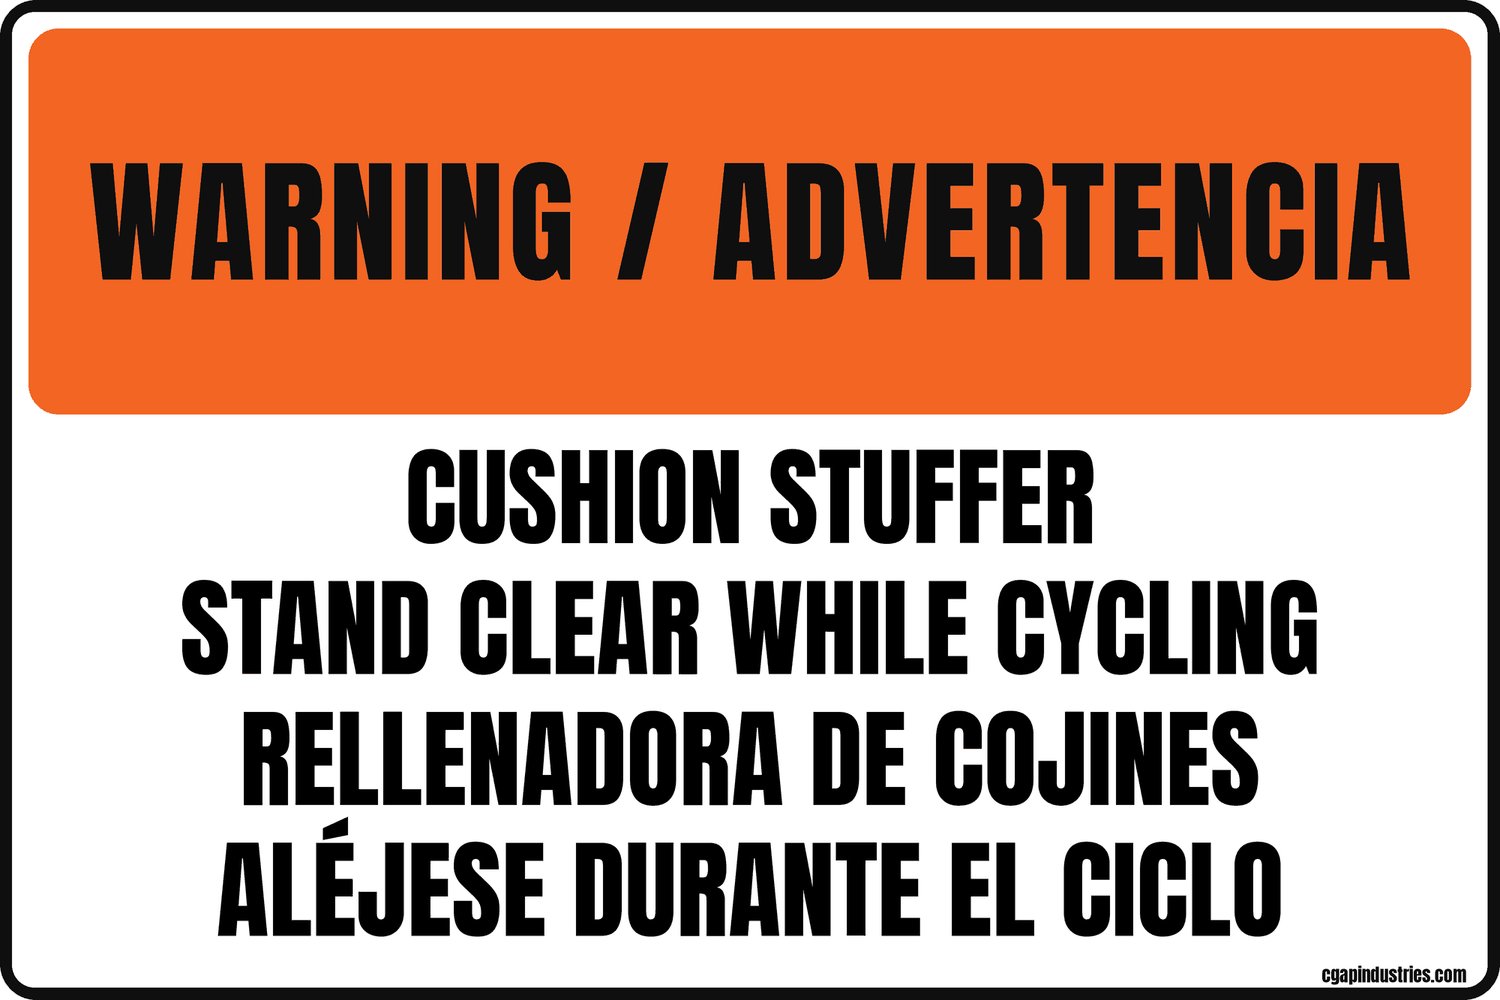 WARNING / ADVERTENCIA
CUSHION STUFFER
STAND CLEAR WHILE CYCLING
RELLENADORA DE COJINES
ALÉJESE DURANTE EL CICLO
cgapindustries.com